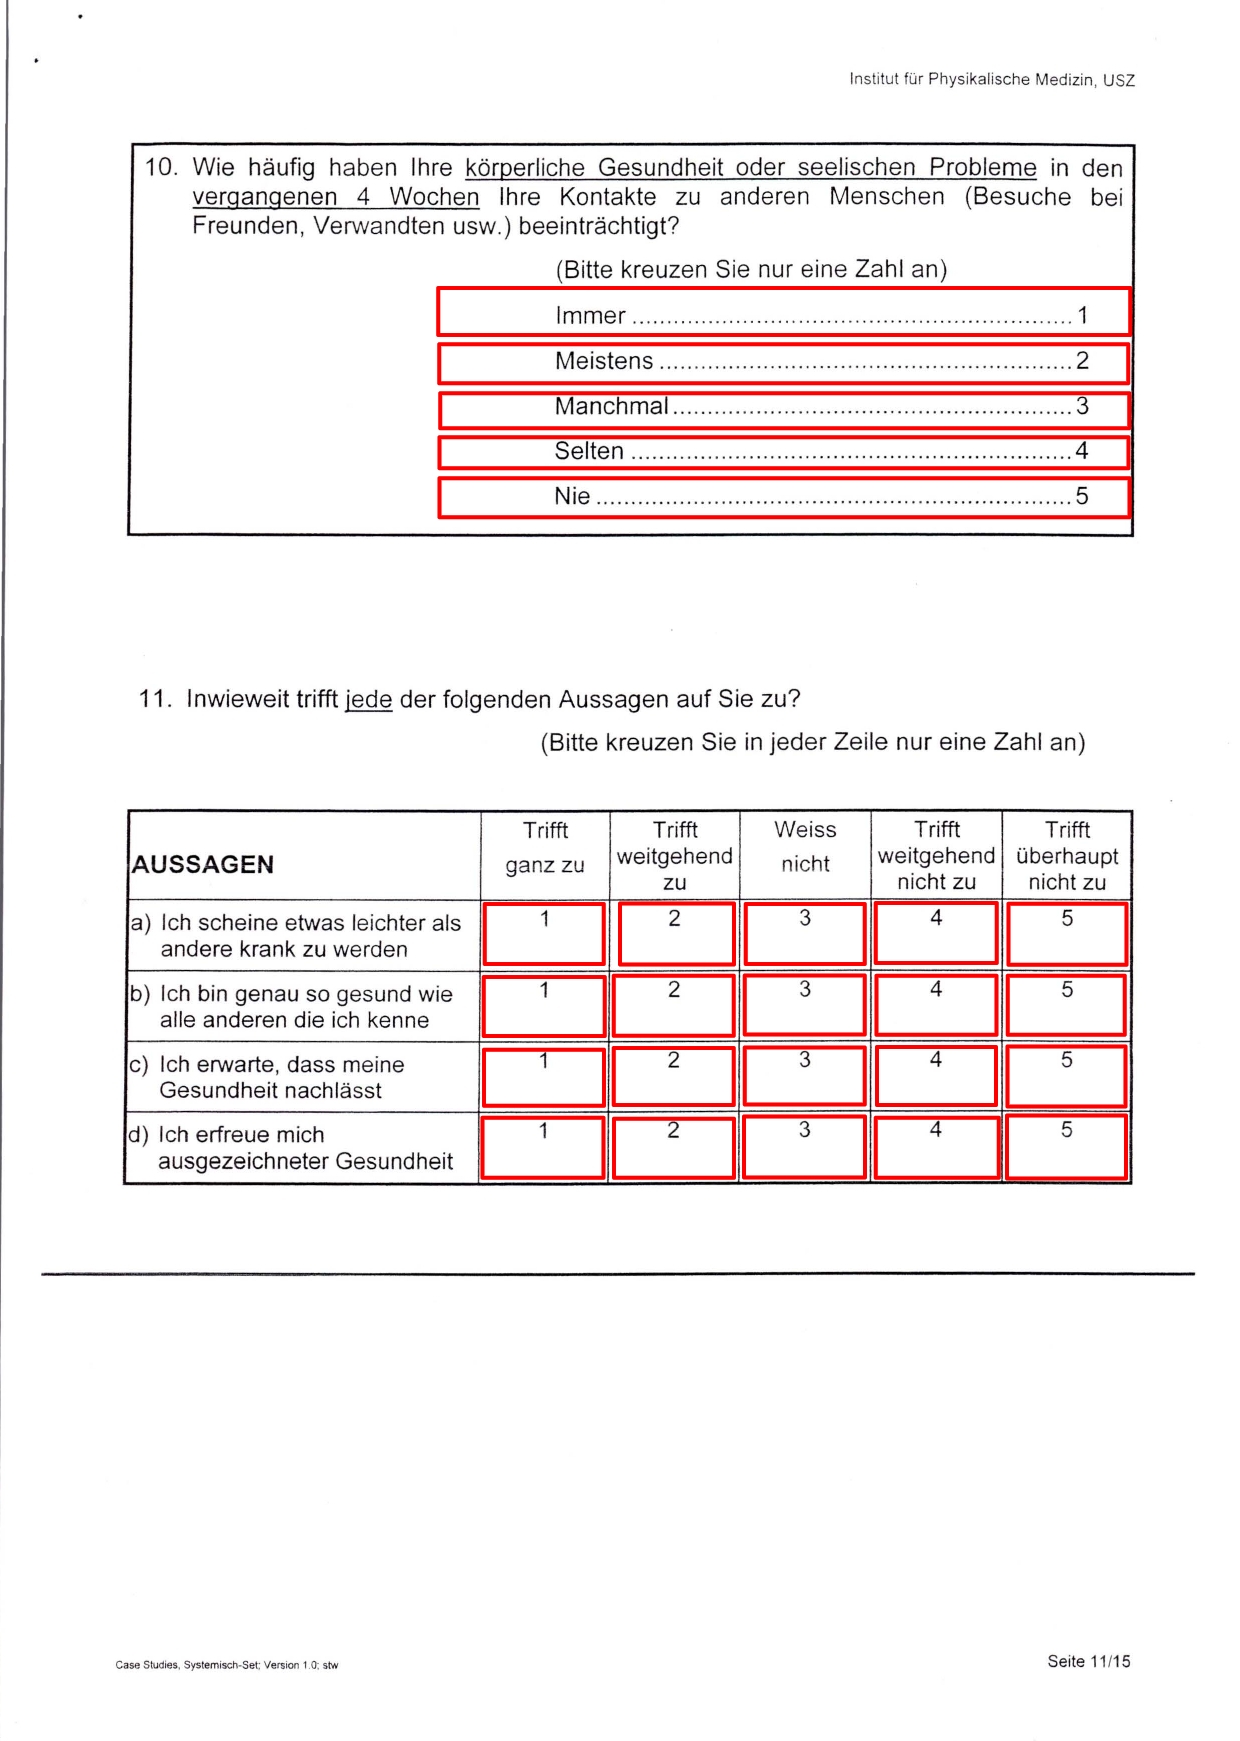 Institut für Physikalische Medizin, USZ
10. Wie häufig haben Ihre körperliche Gesundheit oder seelischen Probleme in den
vergangenen 4 Wochen Ihre Kontakte zu anderen Menschen (Besuche bei
Freunden, Verwandten usw.) beeinträchtigt?
(Bitte kreuzen Sie nur eine Zahl an)
Immer ............................................................... 1
Meistens ........................................................... 2
Manchmal ......................................................... 3
Selten ............................................................... 4
Nie .................................................................... 5
11. Inwieweit trifft jede der folgenden Aussagen auf Sie zu?
(Bitte kreuzen Sie in jeder Zeile nur eine Zahl an)
AUSSAGEN
Trifft
ganz zu
Trifft
weitgehend
zu
Weiss
nicht
Trifft
weitgehend
nicht zu
Trifft
überhaupt
nicht zu
a) Ich scheine etwas leichter als
andere krank zu werden
1 2 3 4 5
b) Ich bin genau so gesund wie
alle anderen die ich kenne
1 2 3 4 5
c) Ich erwarte, dass meine
Gesundheit nachlässt
1 2 3 4 5
d) Ich erfreue mich
ausgezeichneter Gesundheit
1 2 3 4 5
Case Studies, Systemisch-Set; Version 1.0; stw
Seite 11/15